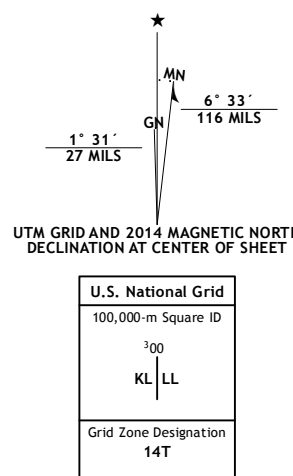 ★
MN
GN
6° 33´
116 MILS
1° 31´
27 MILS
UTM GRID AND 2014 MAGNETIC NORTH
DECLINATION AT CENTER OF SHEET
U.S. National Grid
100,000-m Square ID
³00
KL LL
Grid Zone Designation
14T